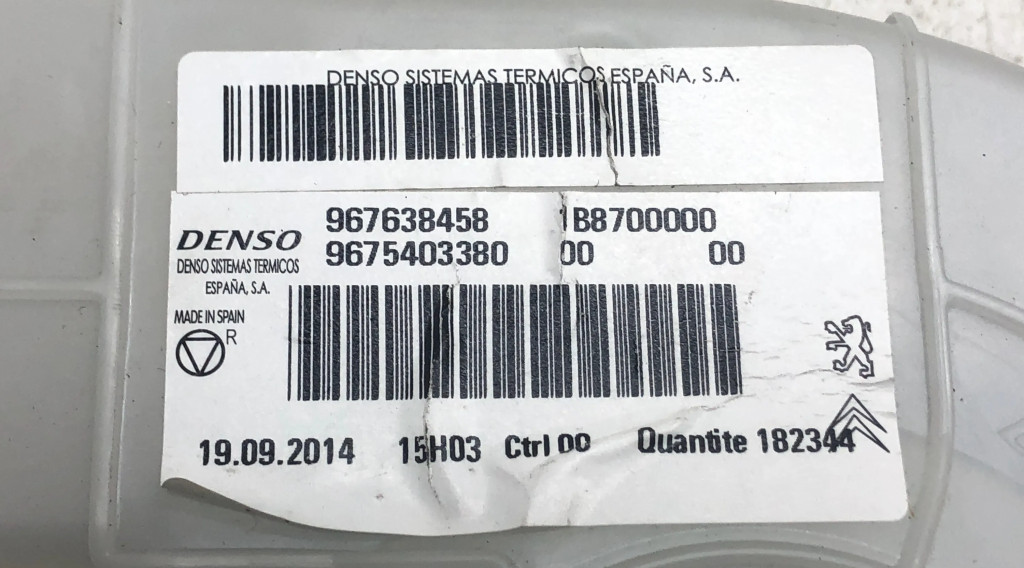 DENSO SISTEMAS TERMICOS ESPAÑA, S.A.
967638458 1B8700000
DENSO 9675403380 00 00
DENSO SISTEMAS TERMICOS
ESPAÑA, S.A.
MADE IN SPAIN
R
19.09.2014 15H03 Ctrl 00 Quantite 182344